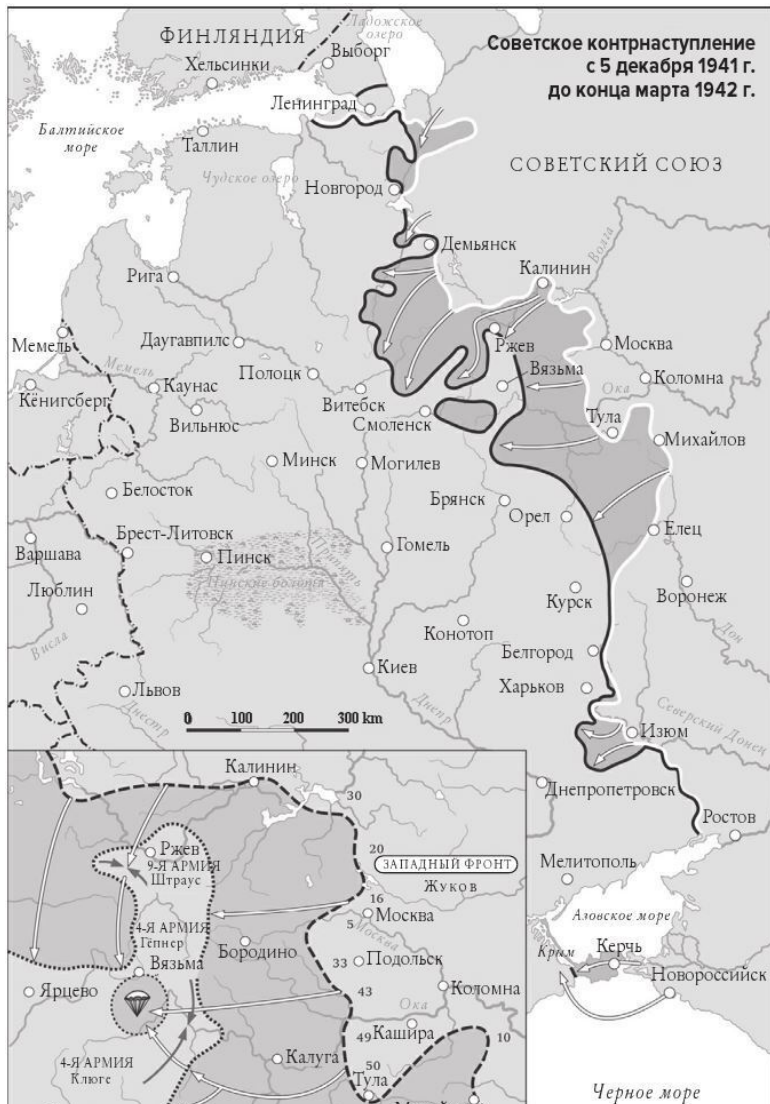 Советское контрнаступление
с 5 декабря 1941 г.
до конца марта 1942 г.
ФИНЛЯНДИЯ
Ладожское
озеро
Выборг
Хельсинки
Ленинград
Балтийское
море
Таллин
СОВЕТСКИЙ СОЮЗ
Чудское озеро
Новгород
Демьянск
Волга
Рига
Калинин
Мемель
Даугавпилс
Ржев
Москва
Мемель
Полоцк
Вязьма
Каунас
Коломна
Кёнигсберг
Витебск
Ока
Вильнюс
Смоленск
Тула
Михайлов
Минск
Могилев
Белосток
Брянск
Орел
Елец
Варшава
Брест-Литовск
Припять
Гомель
Пинск
Пинские болота
Воронеж
Люблин
Курск
Конотоп
Дон
Висла
Белгород
Киев
Львов
Харьков
Днестр
Днепр
Северский Донец
0 100 200 300 km
Изюм
Днепропетровск
Ростов
Мелитополь
Азовское море
Крым
Керчь
Новороссийск
Черное море
Калинин
30
Ржев
20
9-Я АРМИЯ
Штраус
ЗАПАДНЫЙ ФРОНТ
ЖУКОВ
16
Москва
4-Я АРМИЯ
Гёпнер
5
Москва
Бородино
Вязьма
33
Подольск
Ярцево
43
Коломна
Ока
49
Кашира
10
4-Я АРМИЯ
Клюге
Калуга
50
Тула